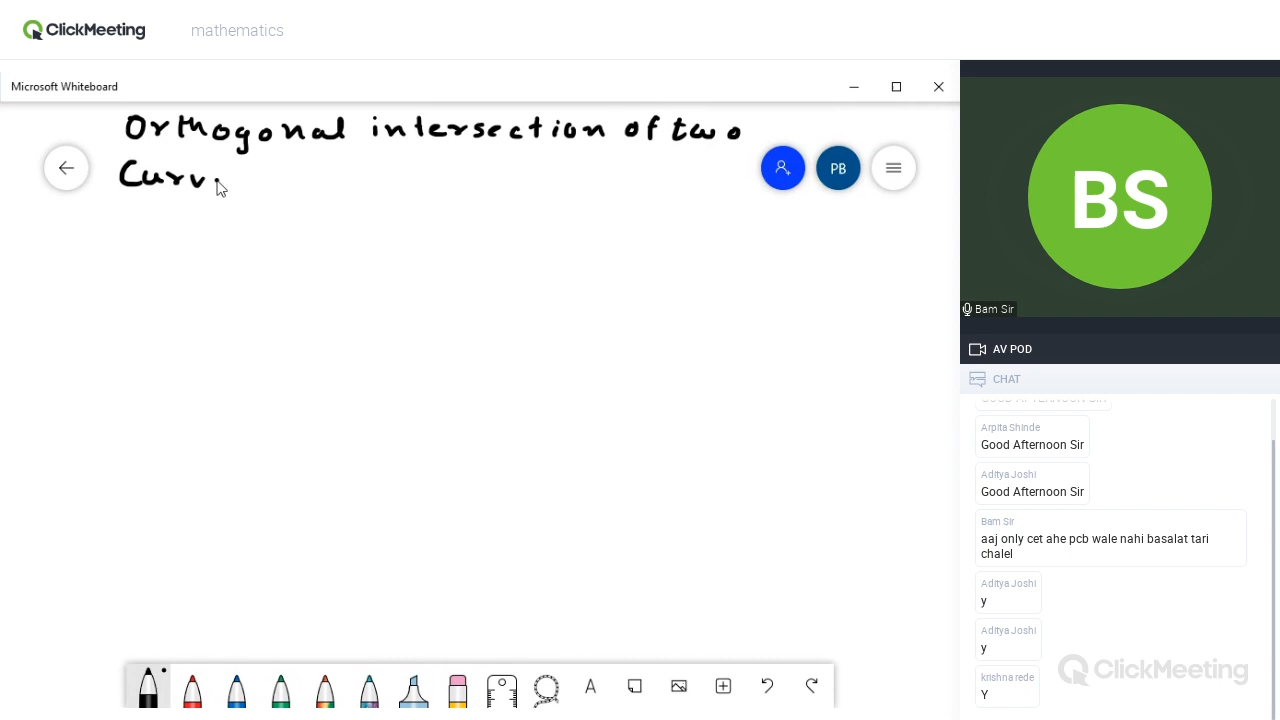 ClickMeeting
mathematics
Microsoft Whiteboard
Orthogonal intersection of two
Curv
PB
BS
Bam Sir
AV POD
CHAT
Arpita Shinde
Good Afternoon Sir
Aditya Joshi
Good Afternoon Sir
Bam Sir
aaj only cet ahe pcb wale nahi basalat tari
chalel
Aditya Joshi
y
Aditya Joshi
y
krishna rede
Y
ClickMeeting
A